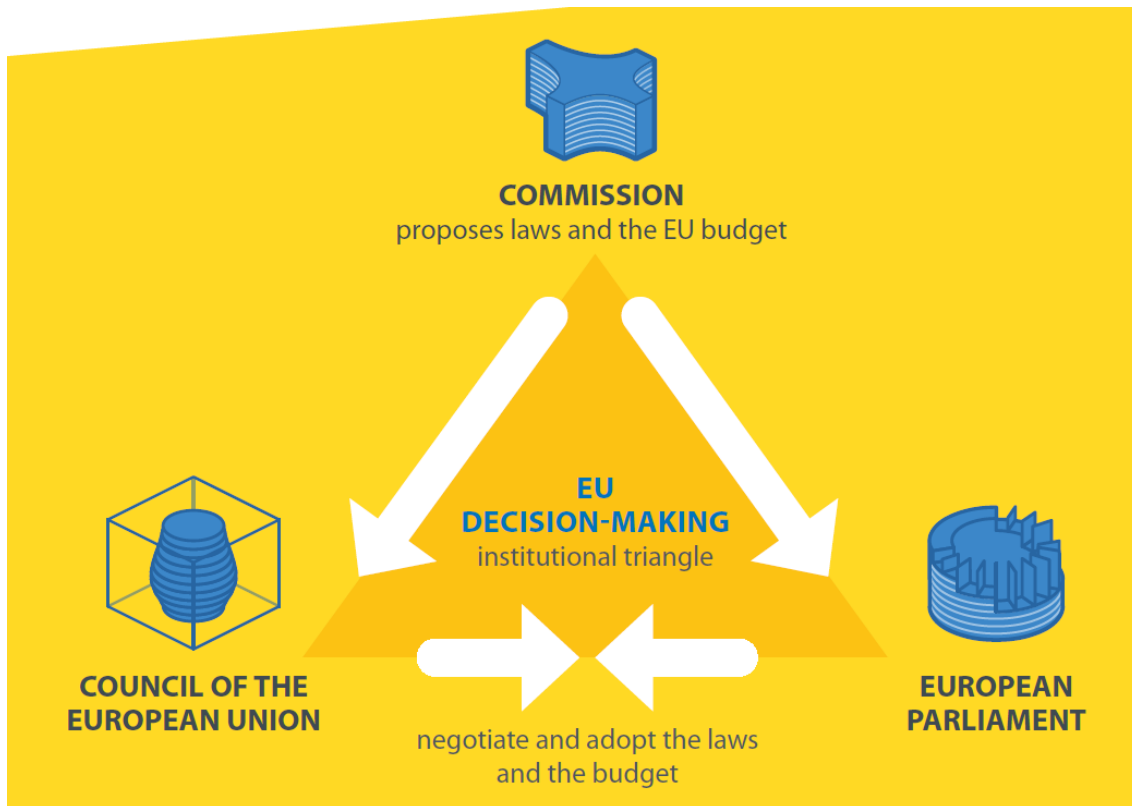 COMMISSION
proposes laws and the EU budget
EU
DECISION-MAKING
institutional triangle
COUNCIL OF THE
EUROPEAN UNION
EUROPEAN
PARLIAMENT
negotiate and adopt the laws
and the budget